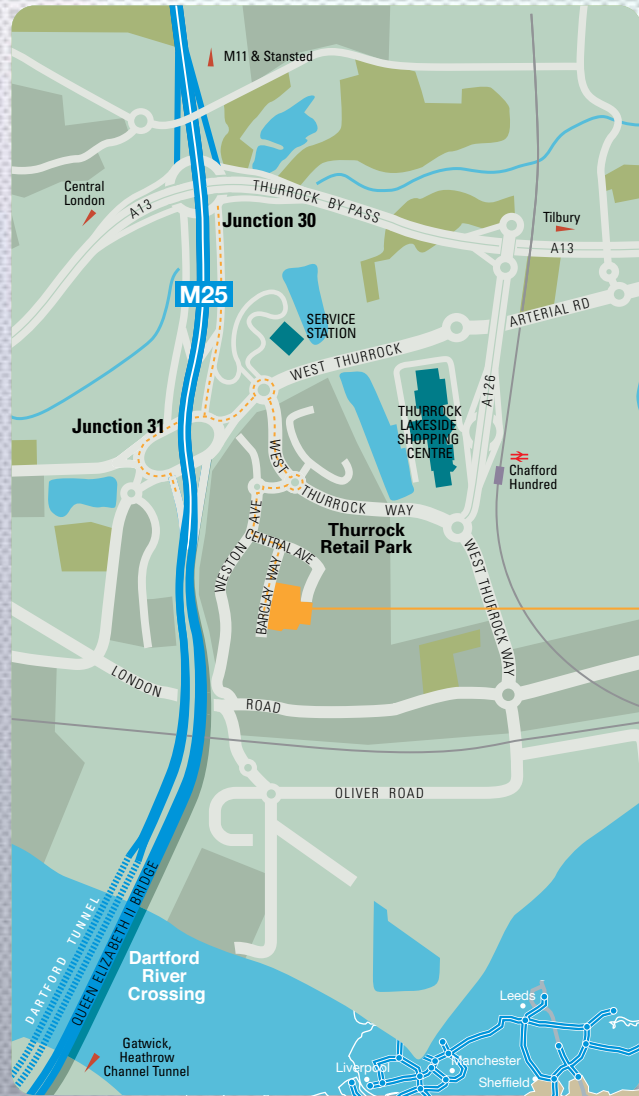 M11 & Stansted
Central
London
A13
THURROCK BY PASS
Junction 30
Tilbury
A13
M25
SERVICE
STATION
ARTERIAL RD
WEST THURROCK
A126
THURROCK
LAKESIDE
SHOPPING
CENTRE
Junction 31
WEST
THURROCK WAY
Chafford
Hundred
Thurrock
Retail Park
WESTON AVE
CENTRAL AVE
BARCLAY WAY
WEST THURROCK WAY
LONDON
ROAD
OLIVER ROAD
DARTFORD TUNNEL
QUEEN ELIZABETH II BRIDGE
Dartford
River
Crossing
Gatwick,
Heathrow
Channel Tunnel
Leeds
Liverpool
Manchester
Sheffield